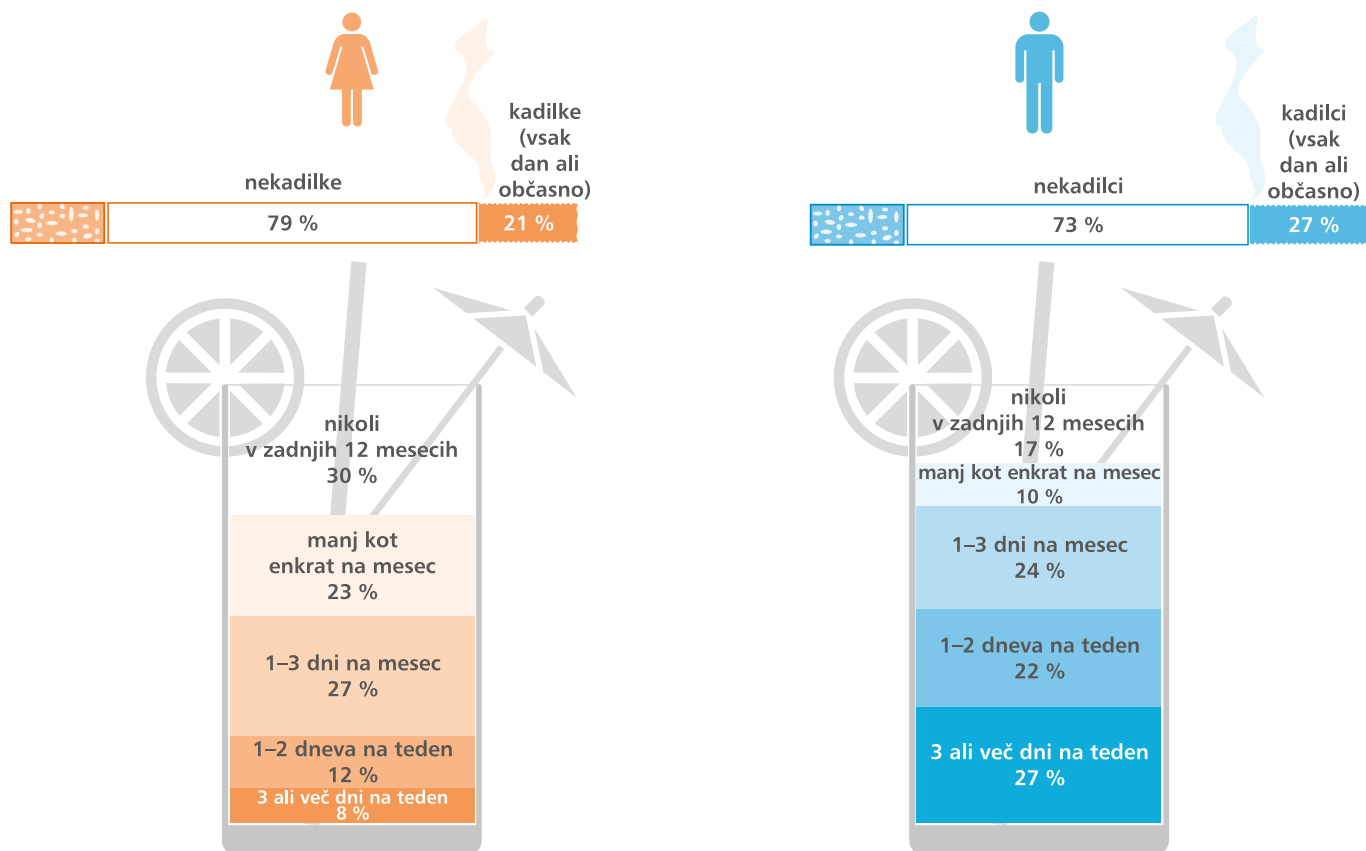 nekadilke
kadilke
(vsak
dan ali
občasno)
79 %
21 %
nikoli
v zadnjih 12 mesecih
30 %
manj kot
enkrat na mesec
23 %
1–3 dni na mesec
27 %
1–2 dneva na teden
12 %
3 ali več dni na teden
8 %
nekadilci
kadilci
(vsak
dan ali
občasno)
73 %
27 %
nikoli
v zadnjih 12 mesecih
17 %
manj kot enkrat na mesec
10 %
1–3 dni na mesec
24 %
1–2 dneva na teden
22 %
3 ali več dni na teden
27 %